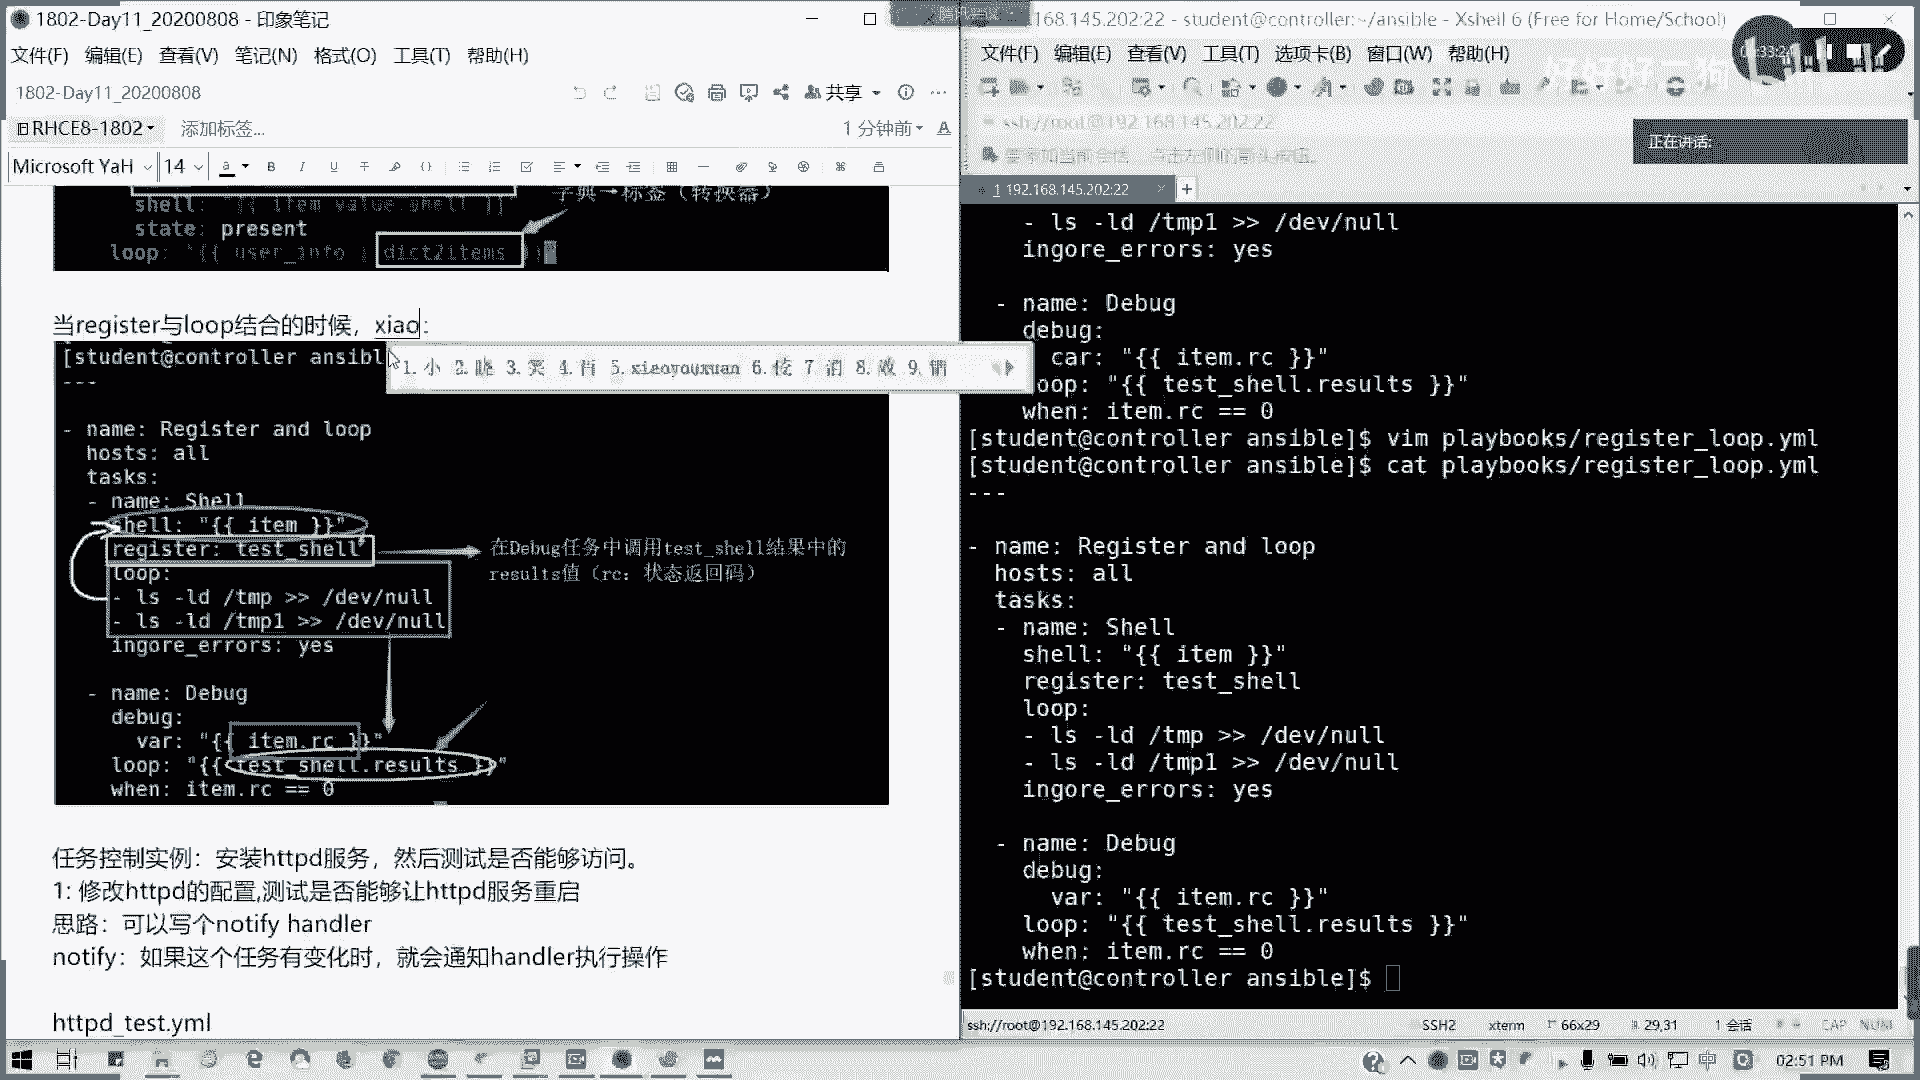 1802-Day11_20200808 - 印象笔记
文件(F) 编辑(E) 查看(V) 笔记(N) 格式(O) 工具(T) 帮助(H)
1802-Day11_20200808
共享
RHCE8-1802
添加标签...
1 分钟前
Microsoft YaH
14
字典→标签（转换器）
shell: "{{ item value.shell }}
state: present
loop: "{{ user_info | dict2items }}
当register与loop结合的时候，xiao：
1. 小 2. 晓 3. 笑 4. 肖 5. xiaoyouxuan 7 消 8. 效 9. 销
[student@controller ansibl
---
- name: Register and loop
hosts: all
tasks:
- name: Shell
shell: "{{ item }}"
register: test_shell
loop:
- ls -ld /tmp >> /dev/null
- ls -ld /tmp1 >> /dev/null
ingore_errors: yes
在Debug任务中调用test_shell结果中的
results值（rc：状态返回码）
- name: Debug
debug:
var: "{{ item.rc }}"
loop: "{{ test_shell.results }}"
when: item.rc == 0
任务控制实例：安装httpd服务，然后测试是否能够访问。
1: 修改httpd的配置,测试是否能够让httpd服务重启
思路：可以写个notify handler
notify：如果这个任务有变化时，就会通知handler执行操作
httpd_test.yml
.168.145.202:22 - student@controller:~/ansible - Xshell 6 (Free for Home/School)
文件(F) 编辑(E) 查看(V) 工具(T) 选项卡(B) 窗口(W) 帮助(H)
ssh://root@192.168.145.202:22
要添加当前会话，点击左侧的箭头按钮。
正在讲话:
1 192.168.145.202:22
- ls -ld /tmp1 >> /dev/null
ingore_errors: yes
- name: Debug
debug:
car: "{{ item.rc }}"
oop: "{{ test_shell.results }}"
when: item.rc == 0
[student@controller ansible]$ vim playbooks/register_loop.yml
[student@controller ansible]$ cat playbooks/register_loop.yml
---
- name: Register and loop
hosts: all
tasks:
- name: Shell
shell: "{{ item }}"
register: test_shell
loop:
- ls -ld /tmp >> /dev/null
- ls -ld /tmp1 >> /dev/null
ingore_errors: yes
- name: Debug
debug:
var: "{{ item.rc }}"
loop: "{{ test_shell.results }}"
when: item.rc == 0
[student@controller ansible]$
ssh://root@192.168.145.202:22
SSH2
xterm
66x29
29,31
1 会话
CAP NUM
中
02:51 PM